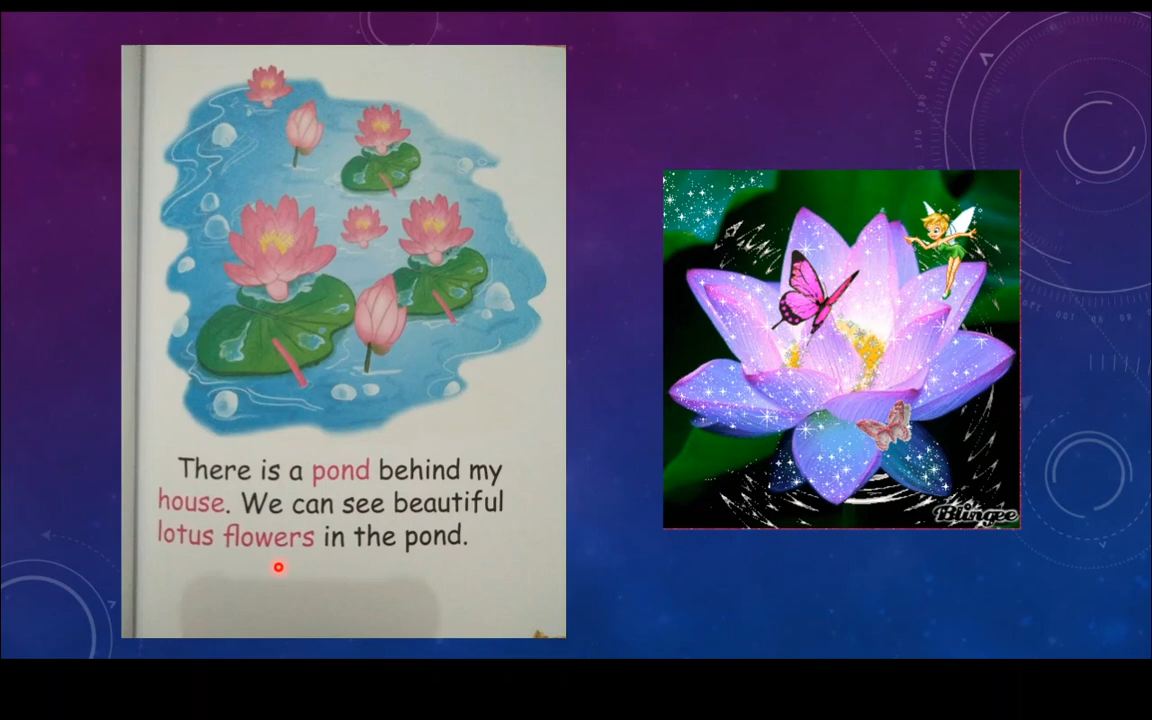 There is a pond behind my
house. We can see beautiful
lotus flowers in the pond.
Blingee